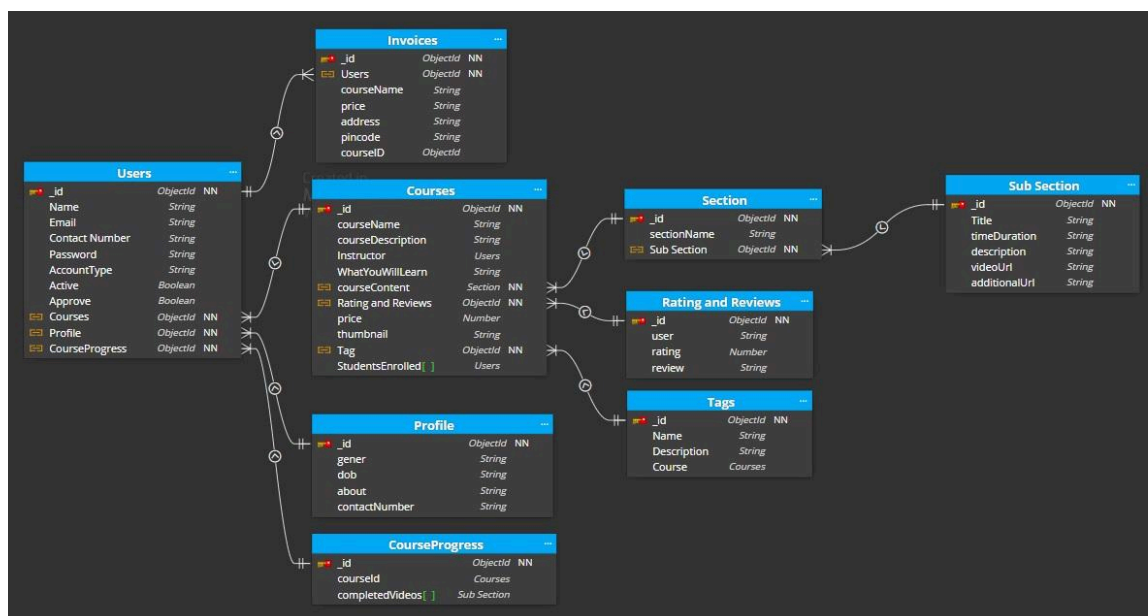 Invoices ...
_id ObjectId NN
Users ObjectId NN
courseName String
price String
address String
pincode String
courseID ObjectId
Users ...
_id ObjectId NN
Name String
Email String
Contact Number String
Password String
AccountType String
Active Boolean
Approve Boolean
Courses ObjectId NN
Profile ObjectId NN
CourseProgress ObjectId NN
Courses ...
_id ObjectId NN
courseName String
courseDescription String
Instructor Users
WhatYouWillLearn String
courseContent Section NN
Rating and Reviews ObjectId NN
price Number
thumbnail String
Tag ObjectId NN
StudentsEnrolled[ ] Users
Profile ...
_id ObjectId NN
gener String
dob String
about String
contactNumber String
CourseProgress ...
_id ObjectId NN
courseId Courses
completedVideos[ ] Sub Section
Section ...
_id ObjectId NN
sectionName String
Sub Section ObjectId NN
Rating and Reviews ...
_id ObjectId NN
user String
rating Number
review String
Tags ...
_id ObjectId NN
Name String
Description String
Course Courses
Sub Section ...
_id ObjectId NN
Title String
timeDuration String
description String
videoUrl String
additionalUrl String